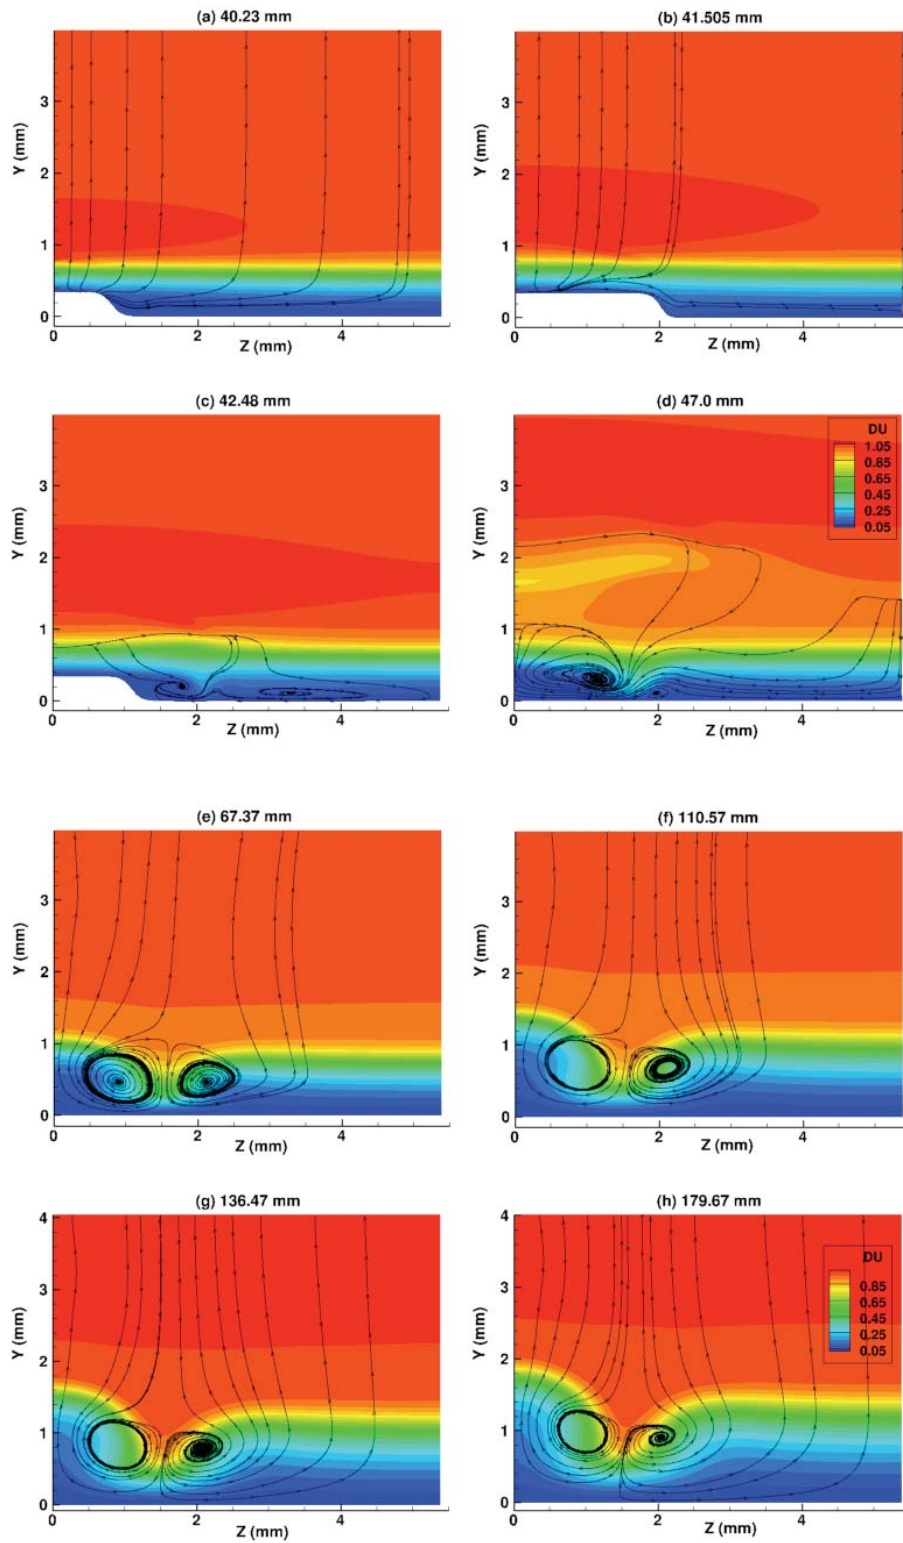 (a) 40.23 mm
(b) 41.505 mm
Y (mm)
3
2
1
0
0
2
4
Z (mm)
Y (mm)
3
2
1
0
0
2
4
Z (mm)
(c) 42.48 mm
(d) 47.0 mm
Y (mm)
3
2
1
0
0
2
4
Z (mm)
Y (mm)
3
2
1
0
0
2
4
Z (mm)
DU
1.05
0.85
0.65
0.45
0.25
0.05
(e) 67.37 mm
(f) 110.57 mm
Y (mm)
3
2
1
0
0
2
4
Z (mm)
Y (mm)
3
2
1
0
0
2
4
Z (mm)
(g) 136.47 mm
(h) 179.67 mm
Y (mm)
4
3
2
1
0
0
2
4
Z (mm)
Y (mm)
4
3
2
1
0
0
2
4
Z (mm)
DU
0.85
0.65
0.45
0.25
0.05